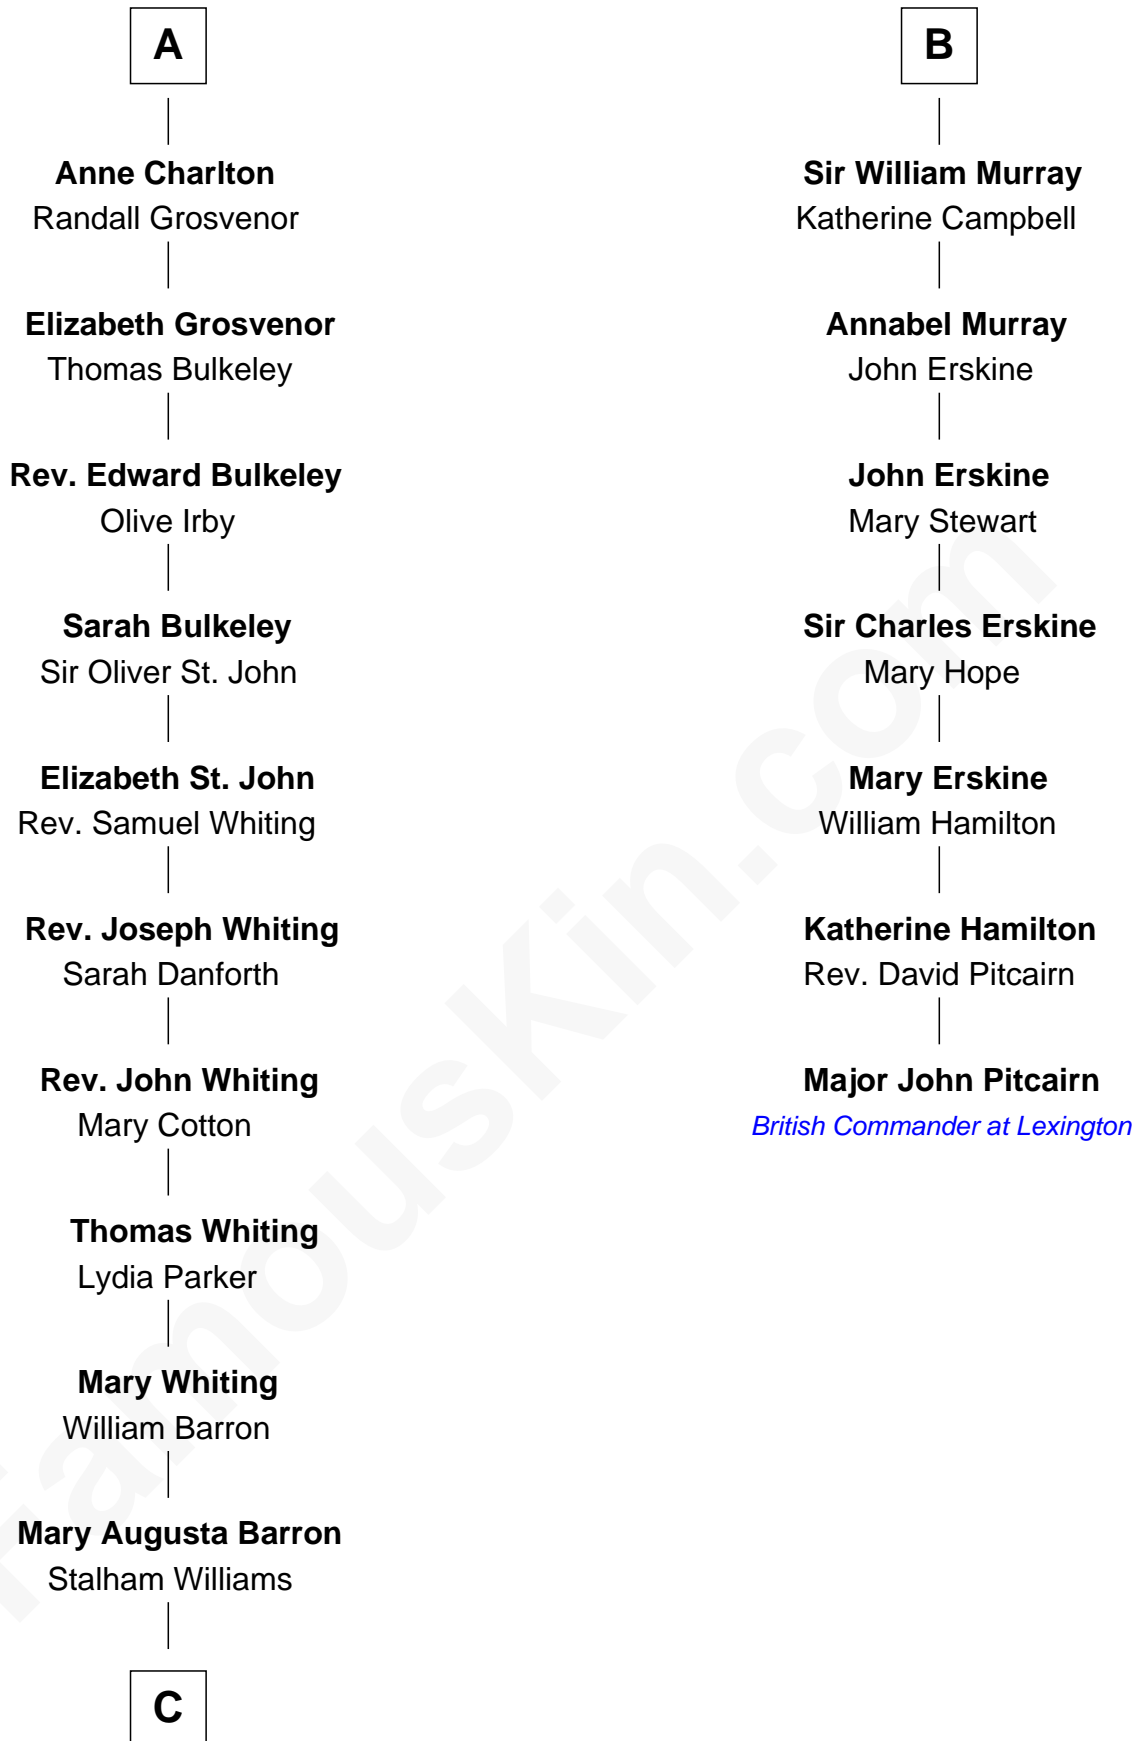 A
Anne Charlton
Randall Grosvenor
Elizabeth Grosvenor
Thomas Bulkeley
Rev. Edward Bulkeley
Olive Irby
Sarah Bulkeley
Sir Oliver St. John
Elizabeth St. John
Rev. Samuel Whiting
Rev. Joseph Whiting
Sarah Danforth
Rev. John Whiting
Mary Cotton
Thomas Whiting
Lydia Parker
Mary Whiting
William Barron
Mary Augusta Barron
Stalham Williams
C
B
Sir William Murray
Katherine Campbell
Annabel Murray
John Erskine
John Erskine
Mary Stewart
Sir Charles Erskine
Mary Hope
Mary Erskine
William Hamilton
Katherine Hamilton
Rev. David Pitcairn
Major John Pitcairn
British Commander at Lexington
FamousKin.com